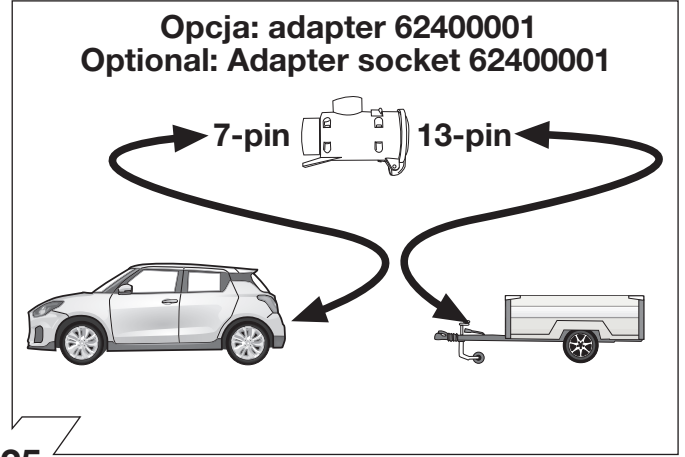 Opcja: adapter 62400001
Optional: Adapter socket 62400001
7-pin 13-pin